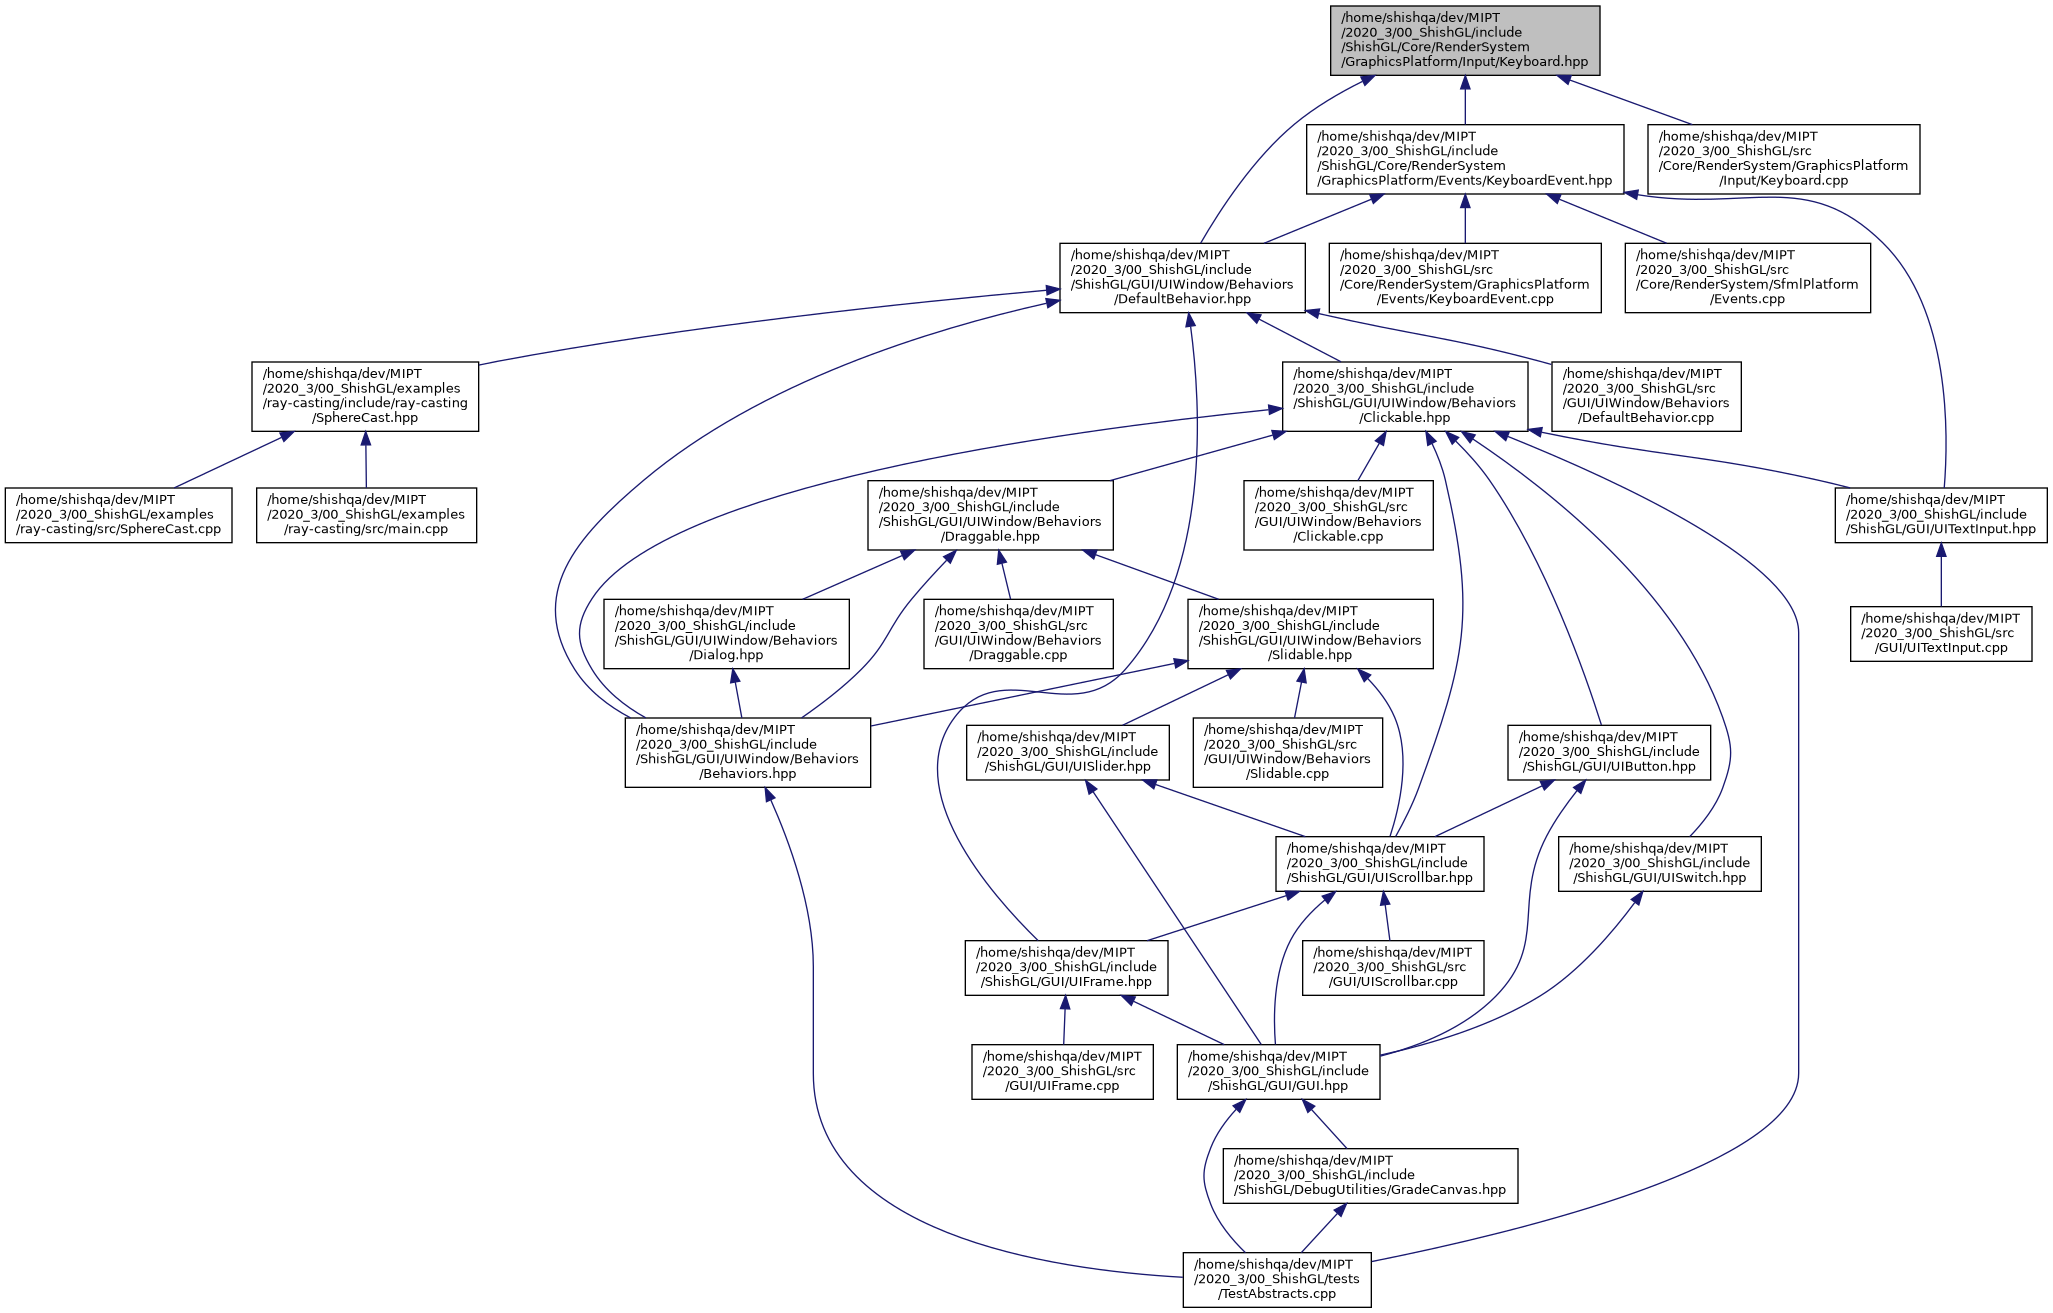 /home/shishqa/dev/MIPT
/2020_3/00_ShishGL/include
/ShishGL/Core/RenderSystem
/GraphicsPlatform/Input/Keyboard.hpp
/home/shishqa/dev/MIPT
/2020_3/00_ShishGL/include
/ShishGL/Core/RenderSystem
/GraphicsPlatform/Events/KeyboardEvent.hpp
/home/shishqa/dev/MIPT
/2020_3/00_ShishGL/src
/Core/RenderSystem/GraphicsPlatform
/Input/Keyboard.cpp
/home/shishqa/dev/MIPT
/2020_3/00_ShishGL/include
/ShishGL/GUI/UIWindow/Behaviors
/DefaultBehavior.hpp
/home/shishqa/dev/MIPT
/2020_3/00_ShishGL/src
/Core/RenderSystem/GraphicsPlatform
/Events/KeyboardEvent.cpp
/home/shishqa/dev/MIPT
/2020_3/00_ShishGL/src
/Core/RenderSystem/SfmlPlatform
/Events.cpp
/home/shishqa/dev/MIPT
/2020_3/00_ShishGL/examples
/ray-casting/include/ray-casting
/SphereCast.hpp
/home/shishqa/dev/MIPT
/2020_3/00_ShishGL/include
/ShishGL/GUI/UIWindow/Behaviors
/Clickable.hpp
/home/shishqa/dev/MIPT
/2020_3/00_ShishGL/src
/GUI/UIWindow/Behaviors
/DefaultBehavior.cpp
/home/shishqa/dev/MIPT
/2020_3/00_ShishGL/examples
/ray-casting/src/SphereCast.cpp
/home/shishqa/dev/MIPT
/2020_3/00_ShishGL/examples
/ray-casting/src/main.cpp
/home/shishqa/dev/MIPT
/2020_3/00_ShishGL/include
/ShishGL/GUI/UIWindow/Behaviors
/Draggable.hpp
/home/shishqa/dev/MIPT
/2020_3/00_ShishGL/src
/GUI/UIWindow/Behaviors
/Clickable.cpp
/home/shishqa/dev/MIPT
/2020_3/00_ShishGL/include
/ShishGL/GUI/UITextInput.hpp
/home/shishqa/dev/MIPT
/2020_3/00_ShishGL/include
/ShishGL/GUI/UIWindow/Behaviors
/Dialog.hpp
/home/shishqa/dev/MIPT
/2020_3/00_ShishGL/src
/GUI/UIWindow/Behaviors
/Draggable.cpp
/home/shishqa/dev/MIPT
/2020_3/00_ShishGL/include
/ShishGL/GUI/UIWindow/Behaviors
/Slidable.hpp
/home/shishqa/dev/MIPT
/2020_3/00_ShishGL/src
/GUI/UITextInput.cpp
/home/shishqa/dev/MIPT
/2020_3/00_ShishGL/include
/ShishGL/GUI/UIWindow/Behaviors
/Behaviors.hpp
/home/shishqa/dev/MIPT
/2020_3/00_ShishGL/include
/ShishGL/GUI/UISlider.hpp
/home/shishqa/dev/MIPT
/2020_3/00_ShishGL/src
/GUI/UIWindow/Behaviors
/Slidable.cpp
/home/shishqa/dev/MIPT
/2020_3/00_ShishGL/include
/ShishGL/GUI/UIButton.hpp
/home/shishqa/dev/MIPT
/2020_3/00_ShishGL/include
/ShishGL/GUI/UIScrollbar.hpp
/home/shishqa/dev/MIPT
/2020_3/00_ShishGL/include
/ShishGL/GUI/UISwitch.hpp
/home/shishqa/dev/MIPT
/2020_3/00_ShishGL/include
/ShishGL/GUI/UIFrame.hpp
/home/shishqa/dev/MIPT
/2020_3/00_ShishGL/src
/GUI/UIScrollbar.cpp
/home/shishqa/dev/MIPT
/2020_3/00_ShishGL/src
/GUI/UIFrame.cpp
/home/shishqa/dev/MIPT
/2020_3/00_ShishGL/include
/ShishGL/GUI/GUI.hpp
/home/shishqa/dev/MIPT
/2020_3/00_ShishGL/include
/ShishGL/DebugUtilities/GradeCanvas.hpp
/home/shishqa/dev/MIPT
/2020_3/00_ShishGL/tests
/TestAbstracts.cpp